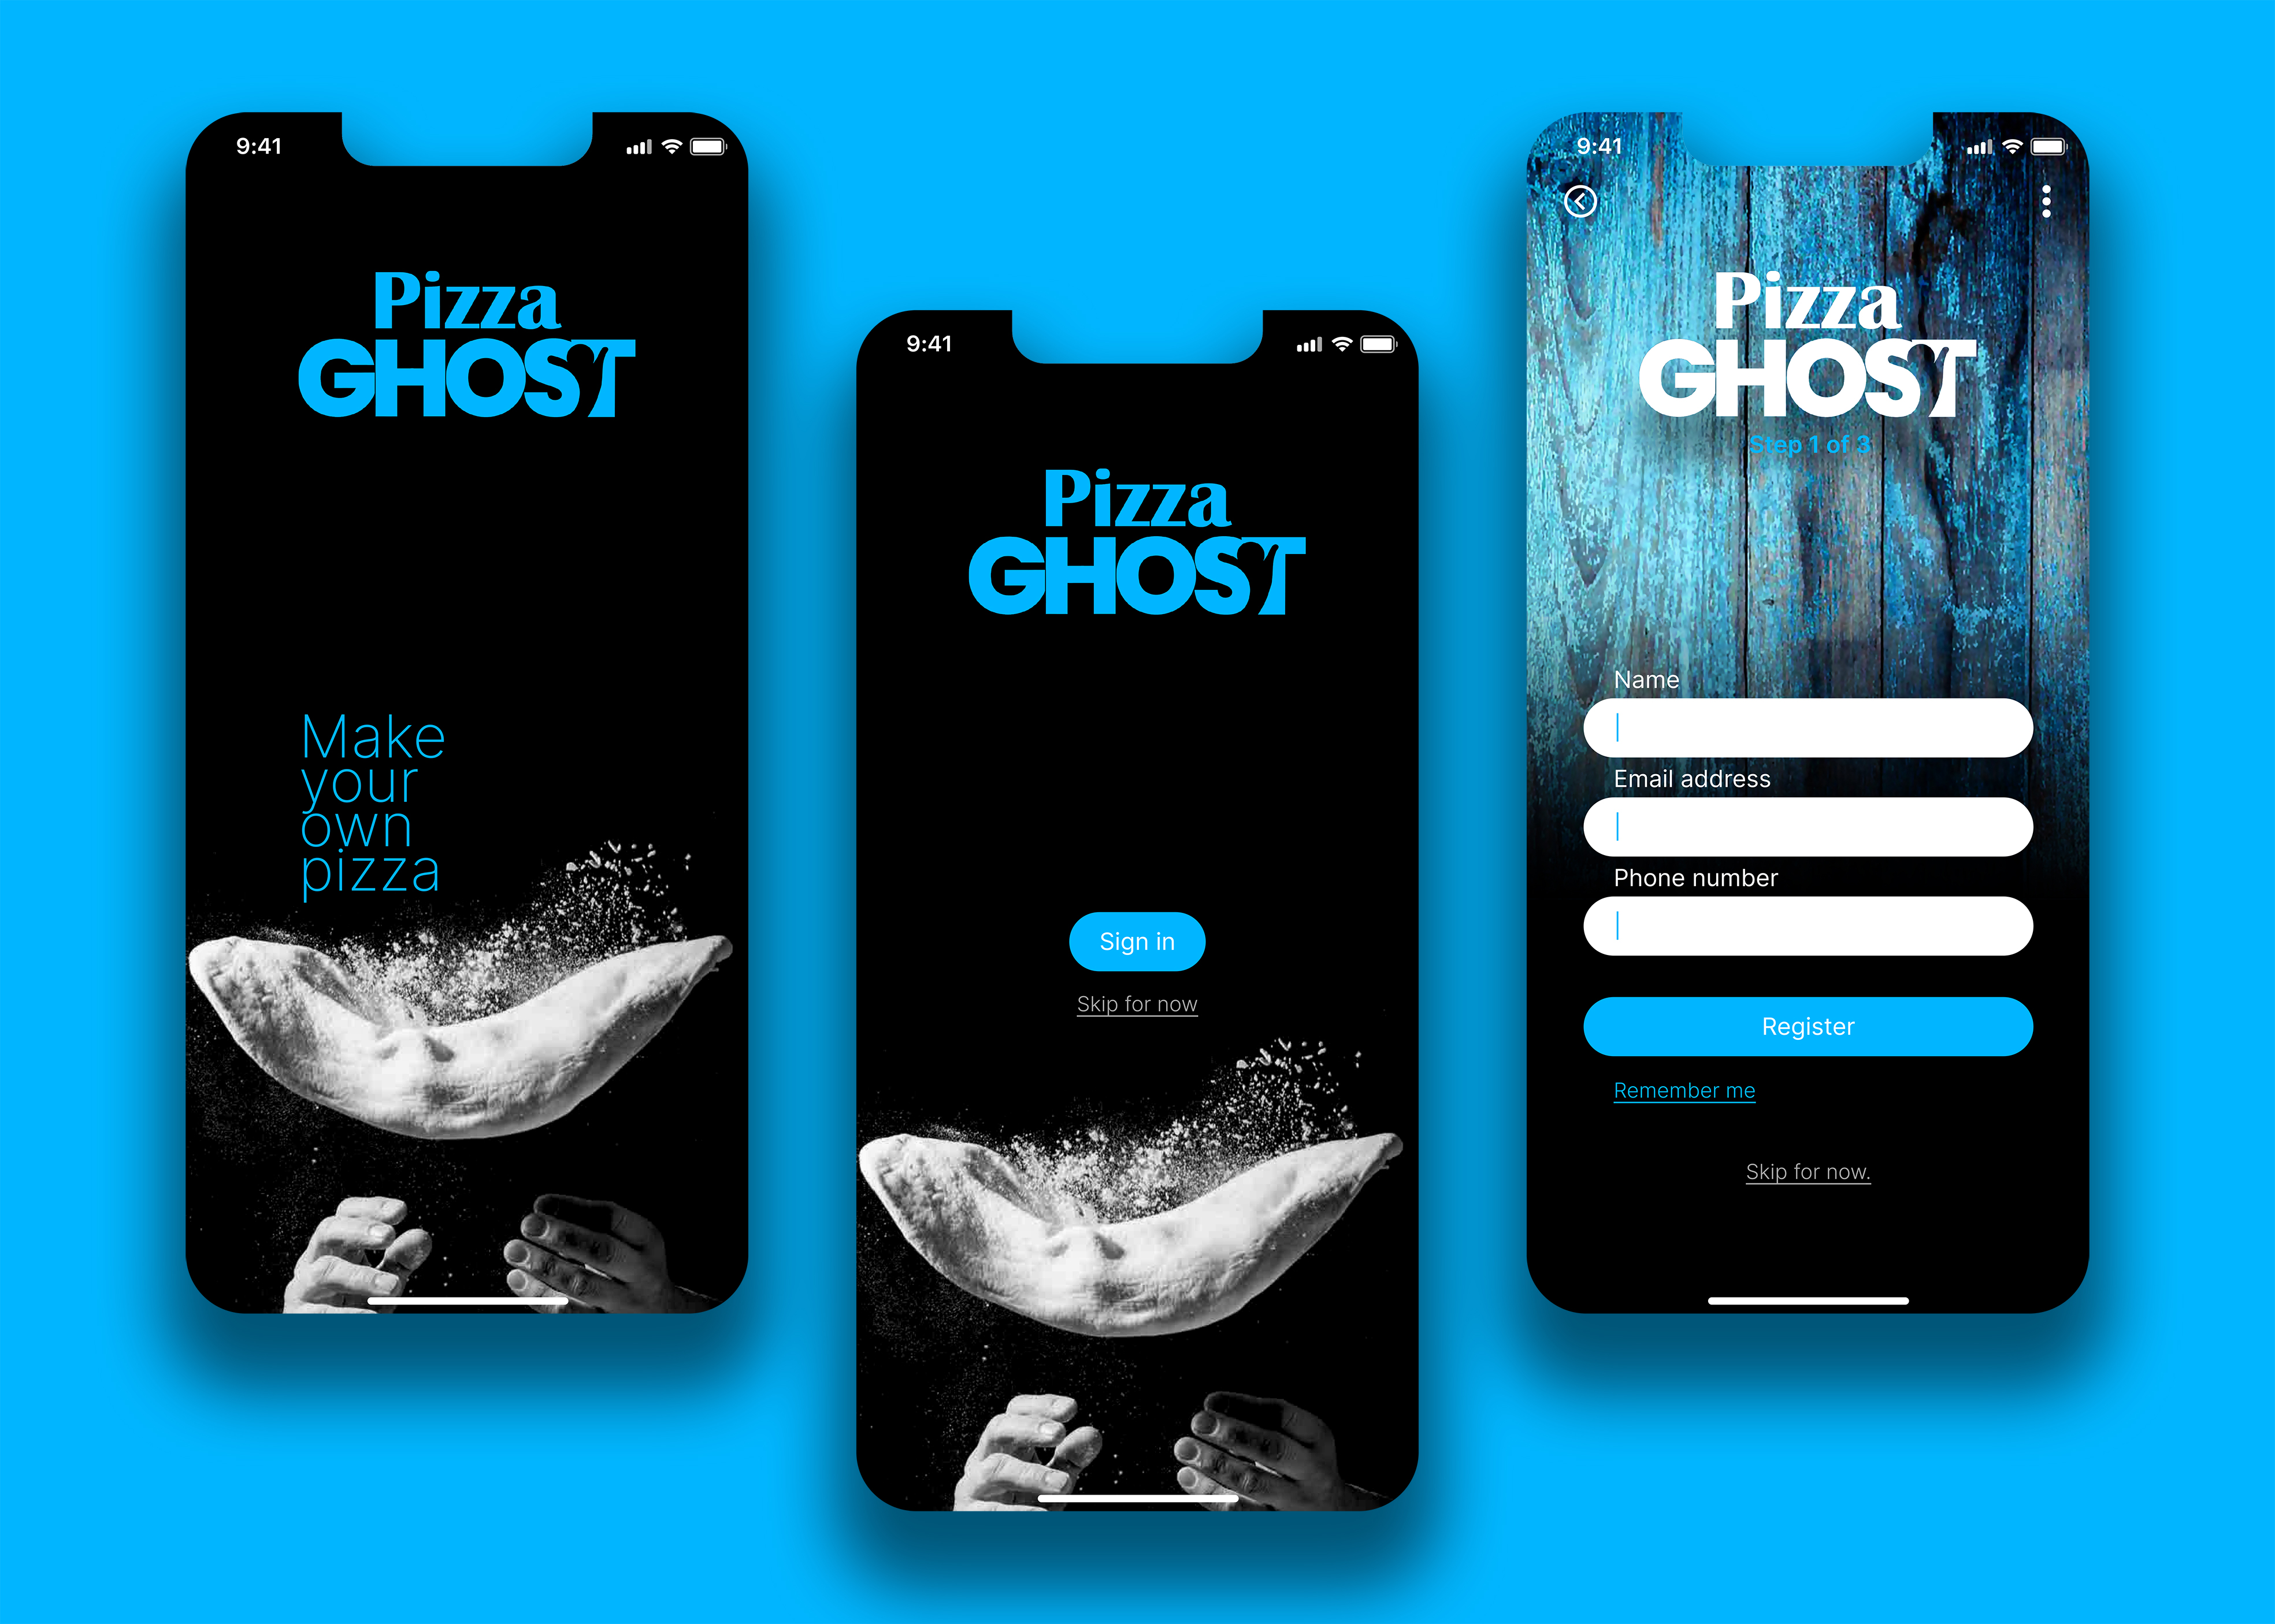 9:41
Pizza
GHOST
Make
your
own
pizza
9:41
Pizza
GHOST
Sign in
Skip for now
9:41
Pizza
GHOST
Step 1 of 3
Name
Email address
Phone number
Register
Remember me
Skip for now.